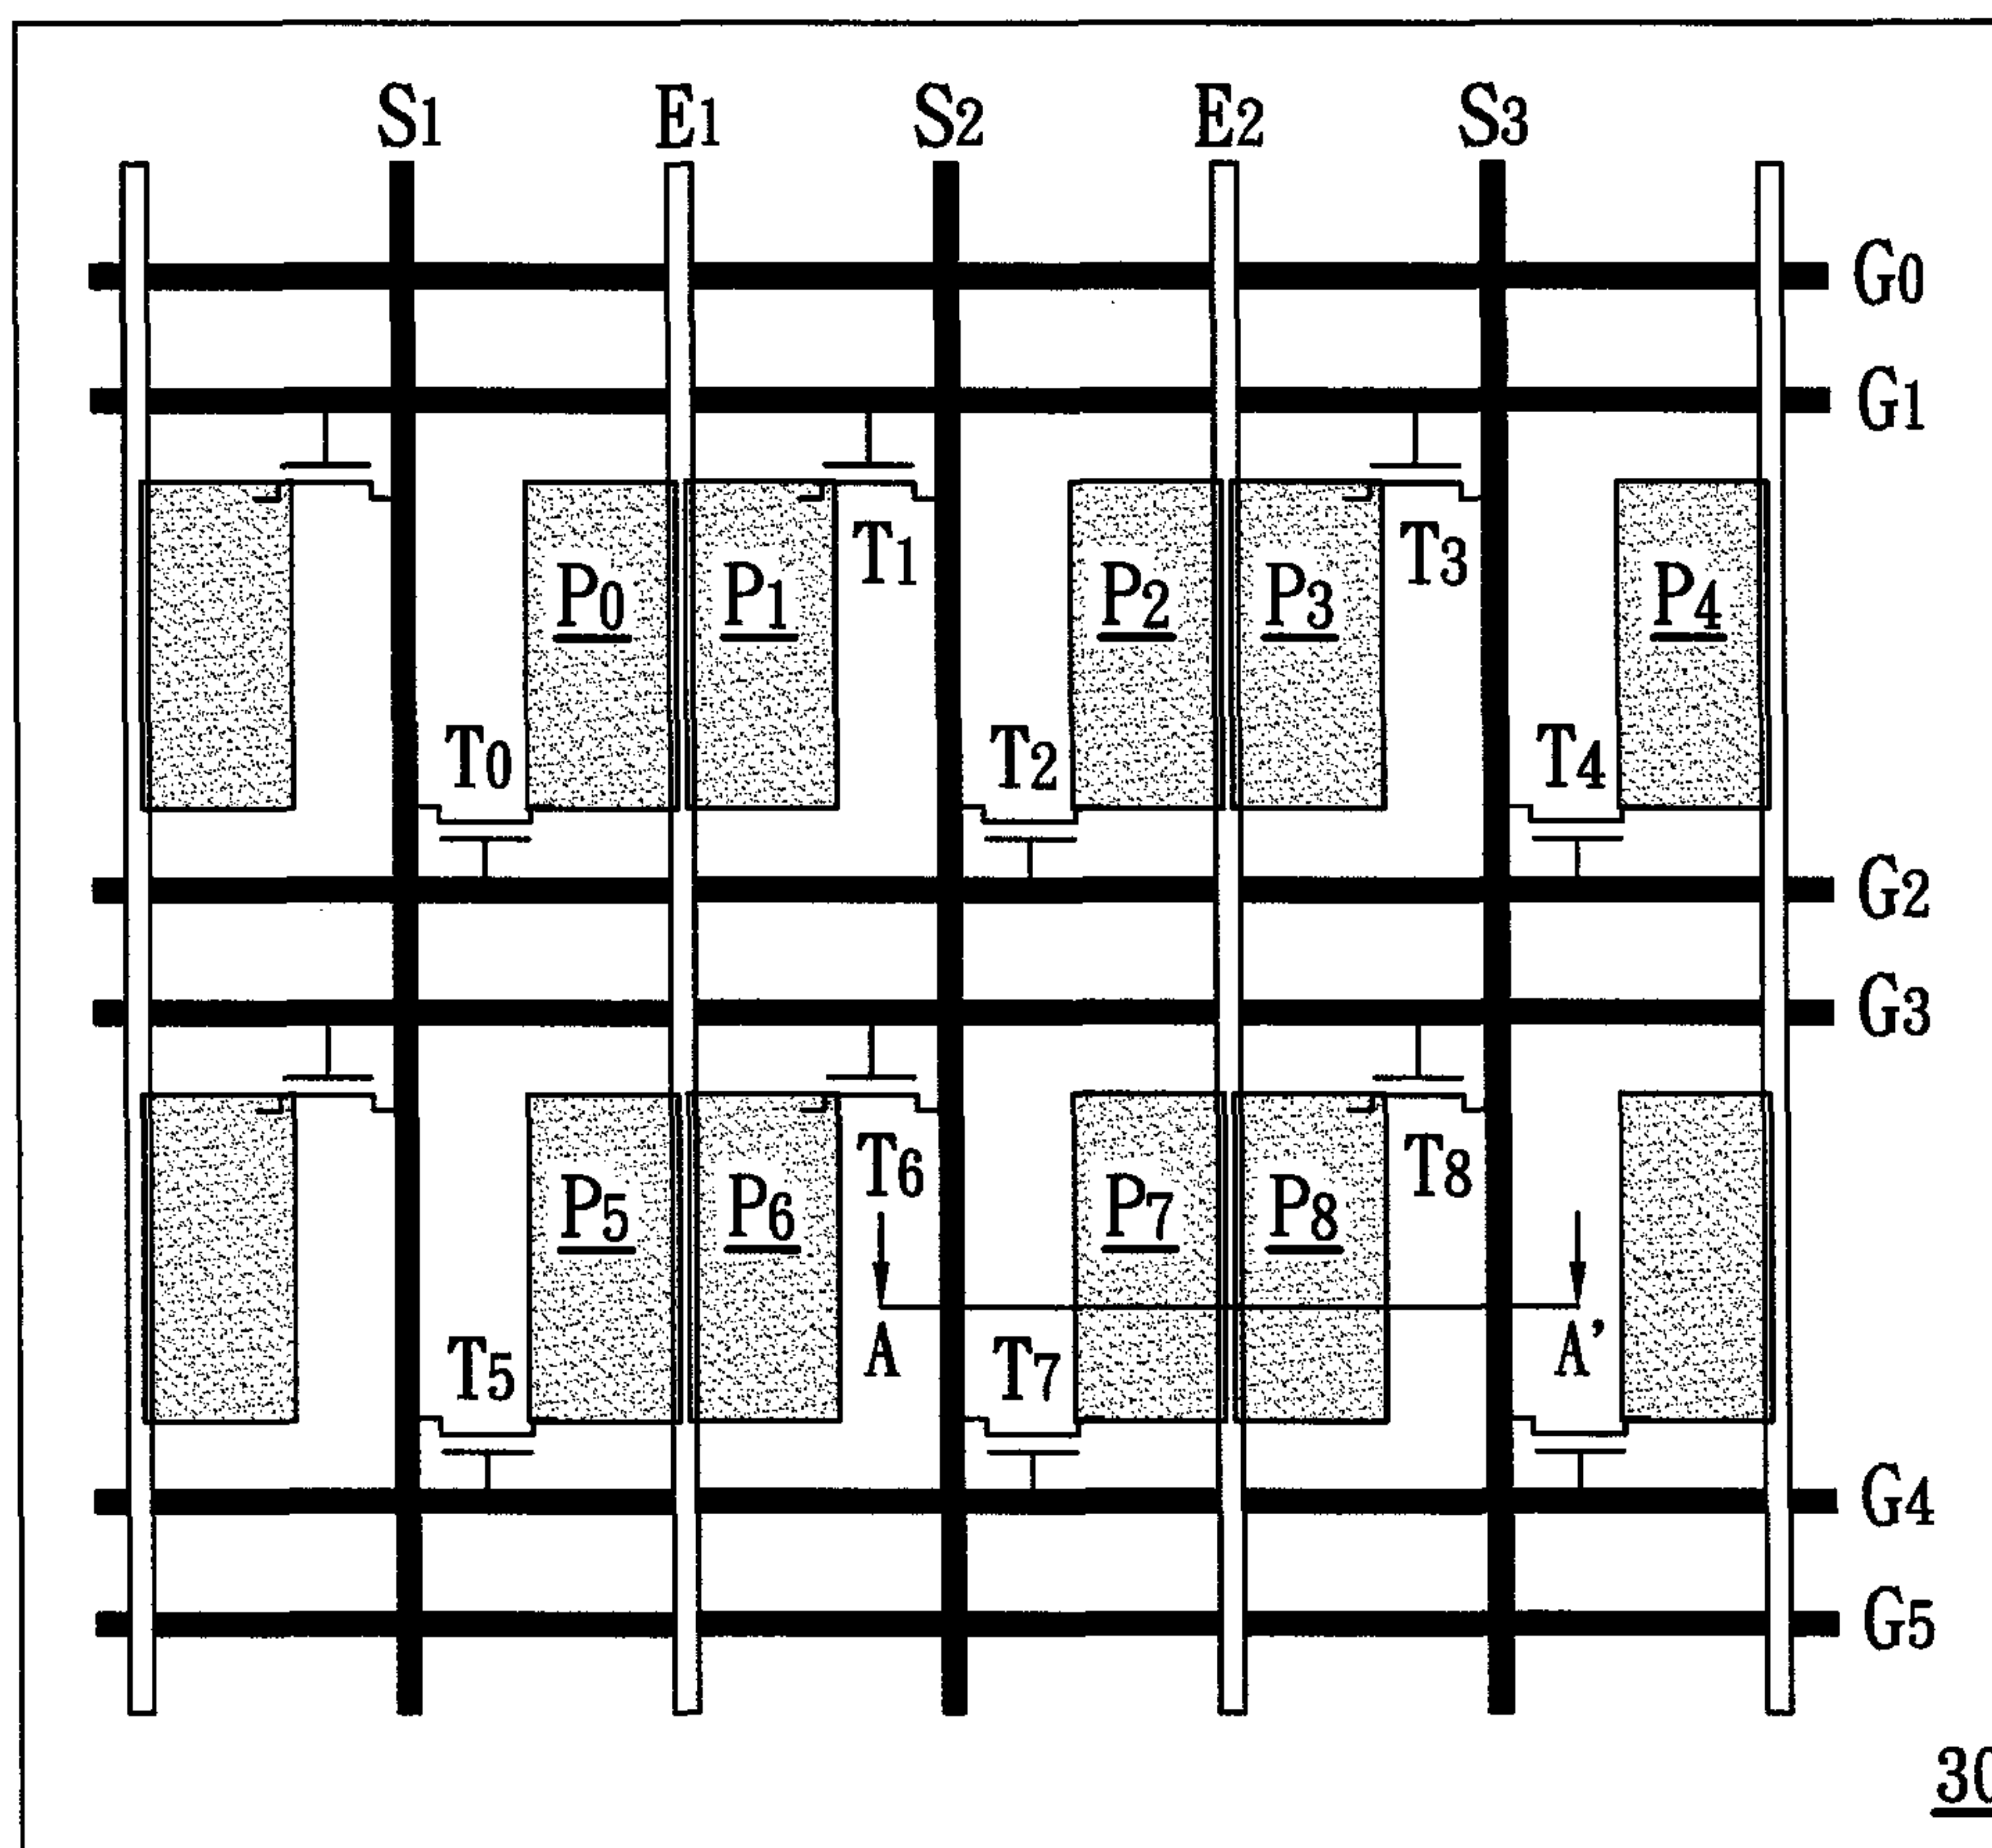 S1 E1 S2 E2 S3
G0
G1
T1 T3
P0 P1 P2 P3 P4
T0 T2 T4
G2
G3
T6 T8
P5 P6 P7 P8
A A'
T5 T7
G4
G5
30